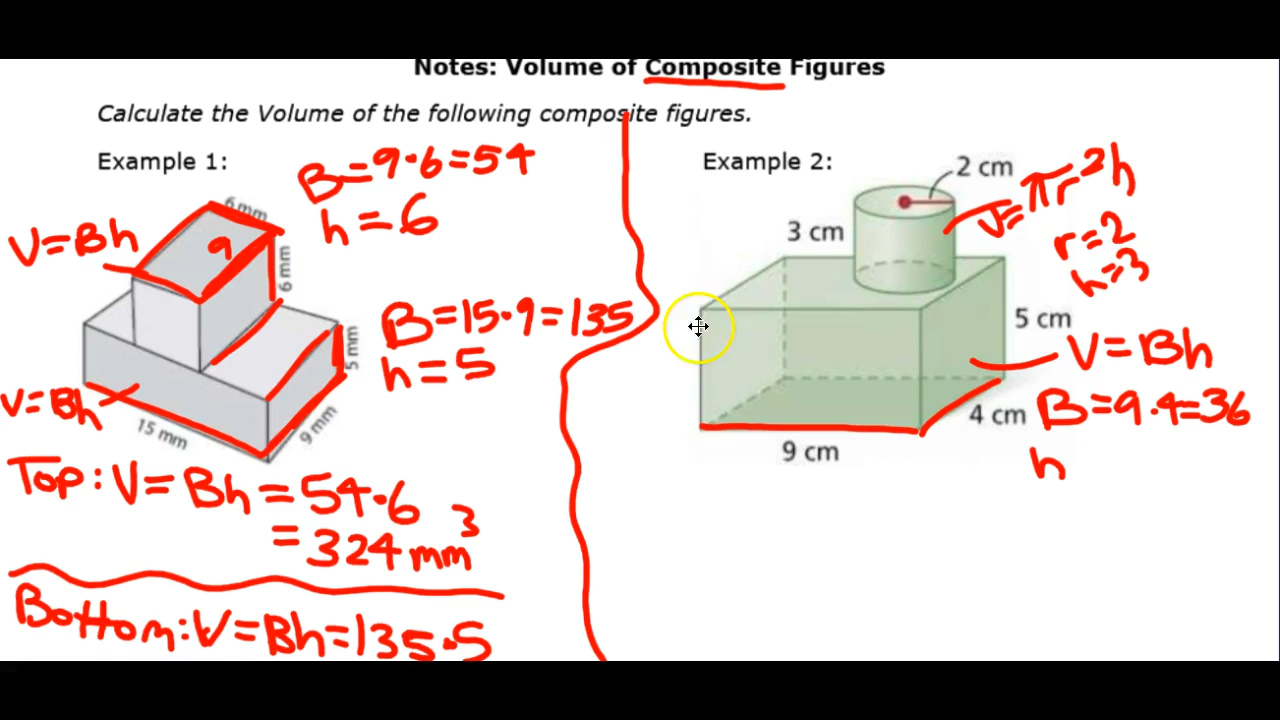 Notes: Volume of Composite Figures
Calculate the Volume of the following composite figures.
Example 1:
B=9·6=54
h=6
6 mm
9
V=Bh
6 mm
B=15·9=135
h=5
5 mm
V=Bh
15 mm
9 mm
Top: V=Bh=54·6
=324mm³
Bottom: V=Bh=135·5
Example 2:
2 cm
V=πr²h
3 cm
r=2
h=3
5 cm
V=Bh
4 cm
B=9·4=36
9 cm
h